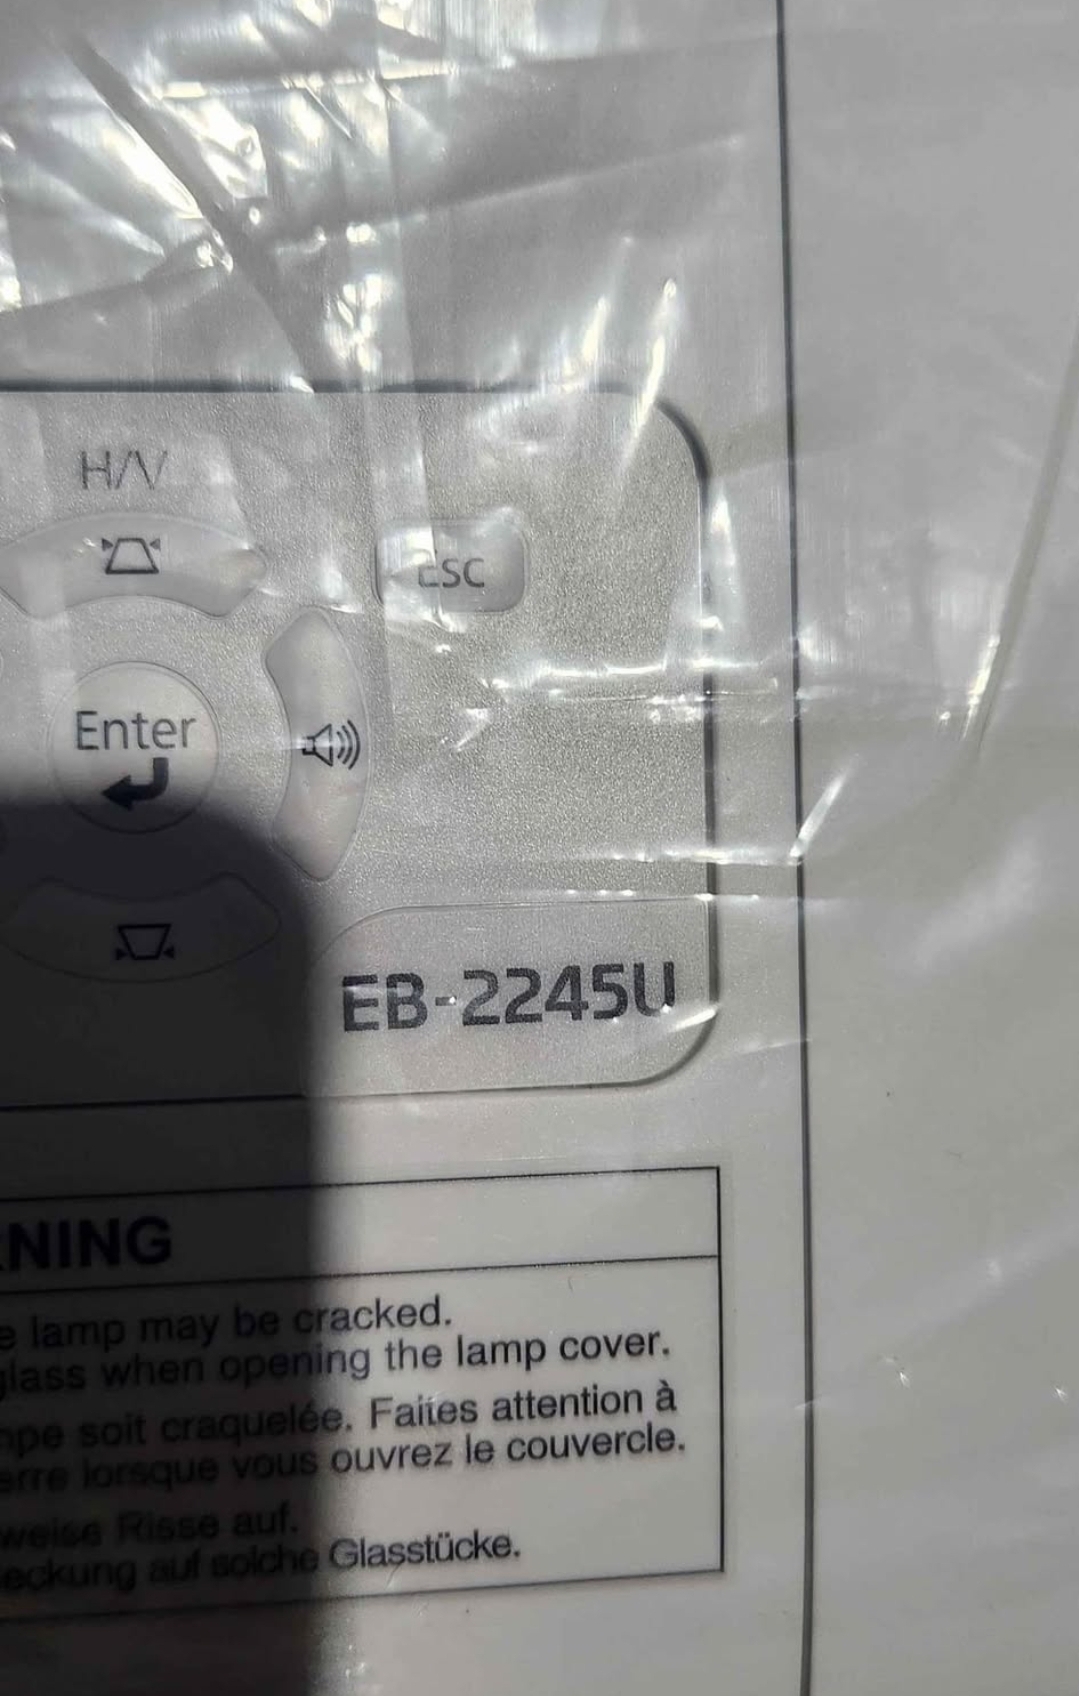 H/V
ESC
Enter
EB-2245U
NING
e lamp may be cracked.
glass when opening the lamp cover.
mpe soit craquelée. Faites attention à
erre lorsque vous ouvrez le couvercle.
weise Risse auf.
eckung auf solche Glasstücke.